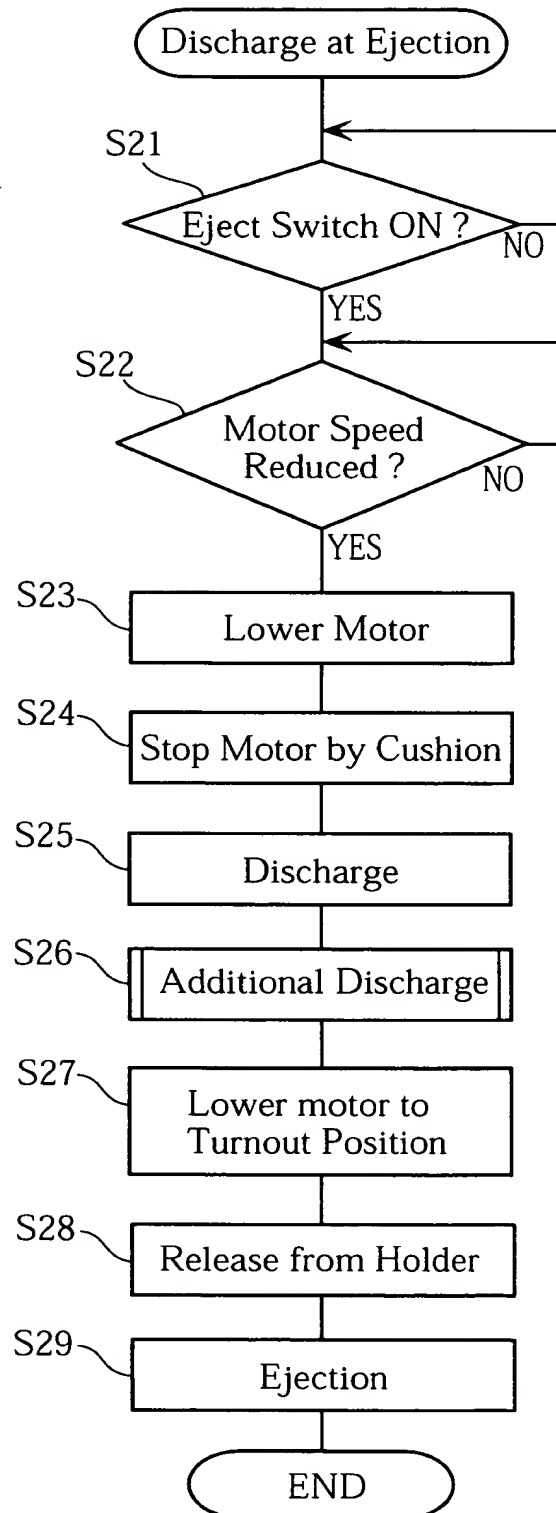 Discharge at Ejection
S21
Eject Switch ON ?
NO
YES
S22
Motor Speed
Reduced ?
NO
YES
S23
Lower Motor
S24
Stop Motor by Cushion
S25
Discharge
S26
Additional Discharge
S27
Lower motor to
Turnout Position
S28
Release from Holder
S29
Ejection
END